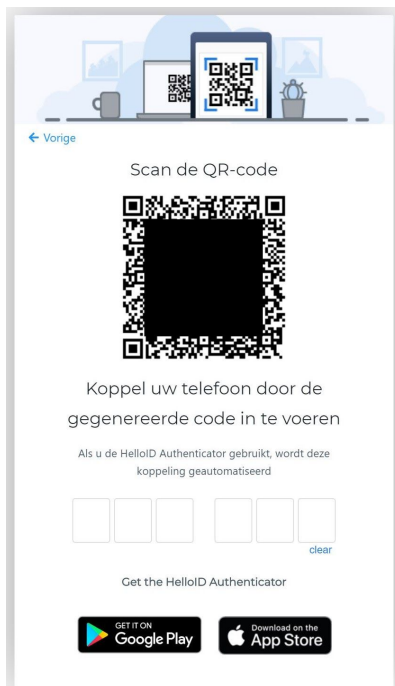 ← Vorige
Scan de QR-code
Koppel uw telefoon door de
gegenereerde code in te voeren
Als u de HelloID Authenticator gebruikt, wordt deze
koppeling geautomatiseerd
clear
Get the HelloID Authenticator
GET IT ON
Google Play
Download on the
App Store